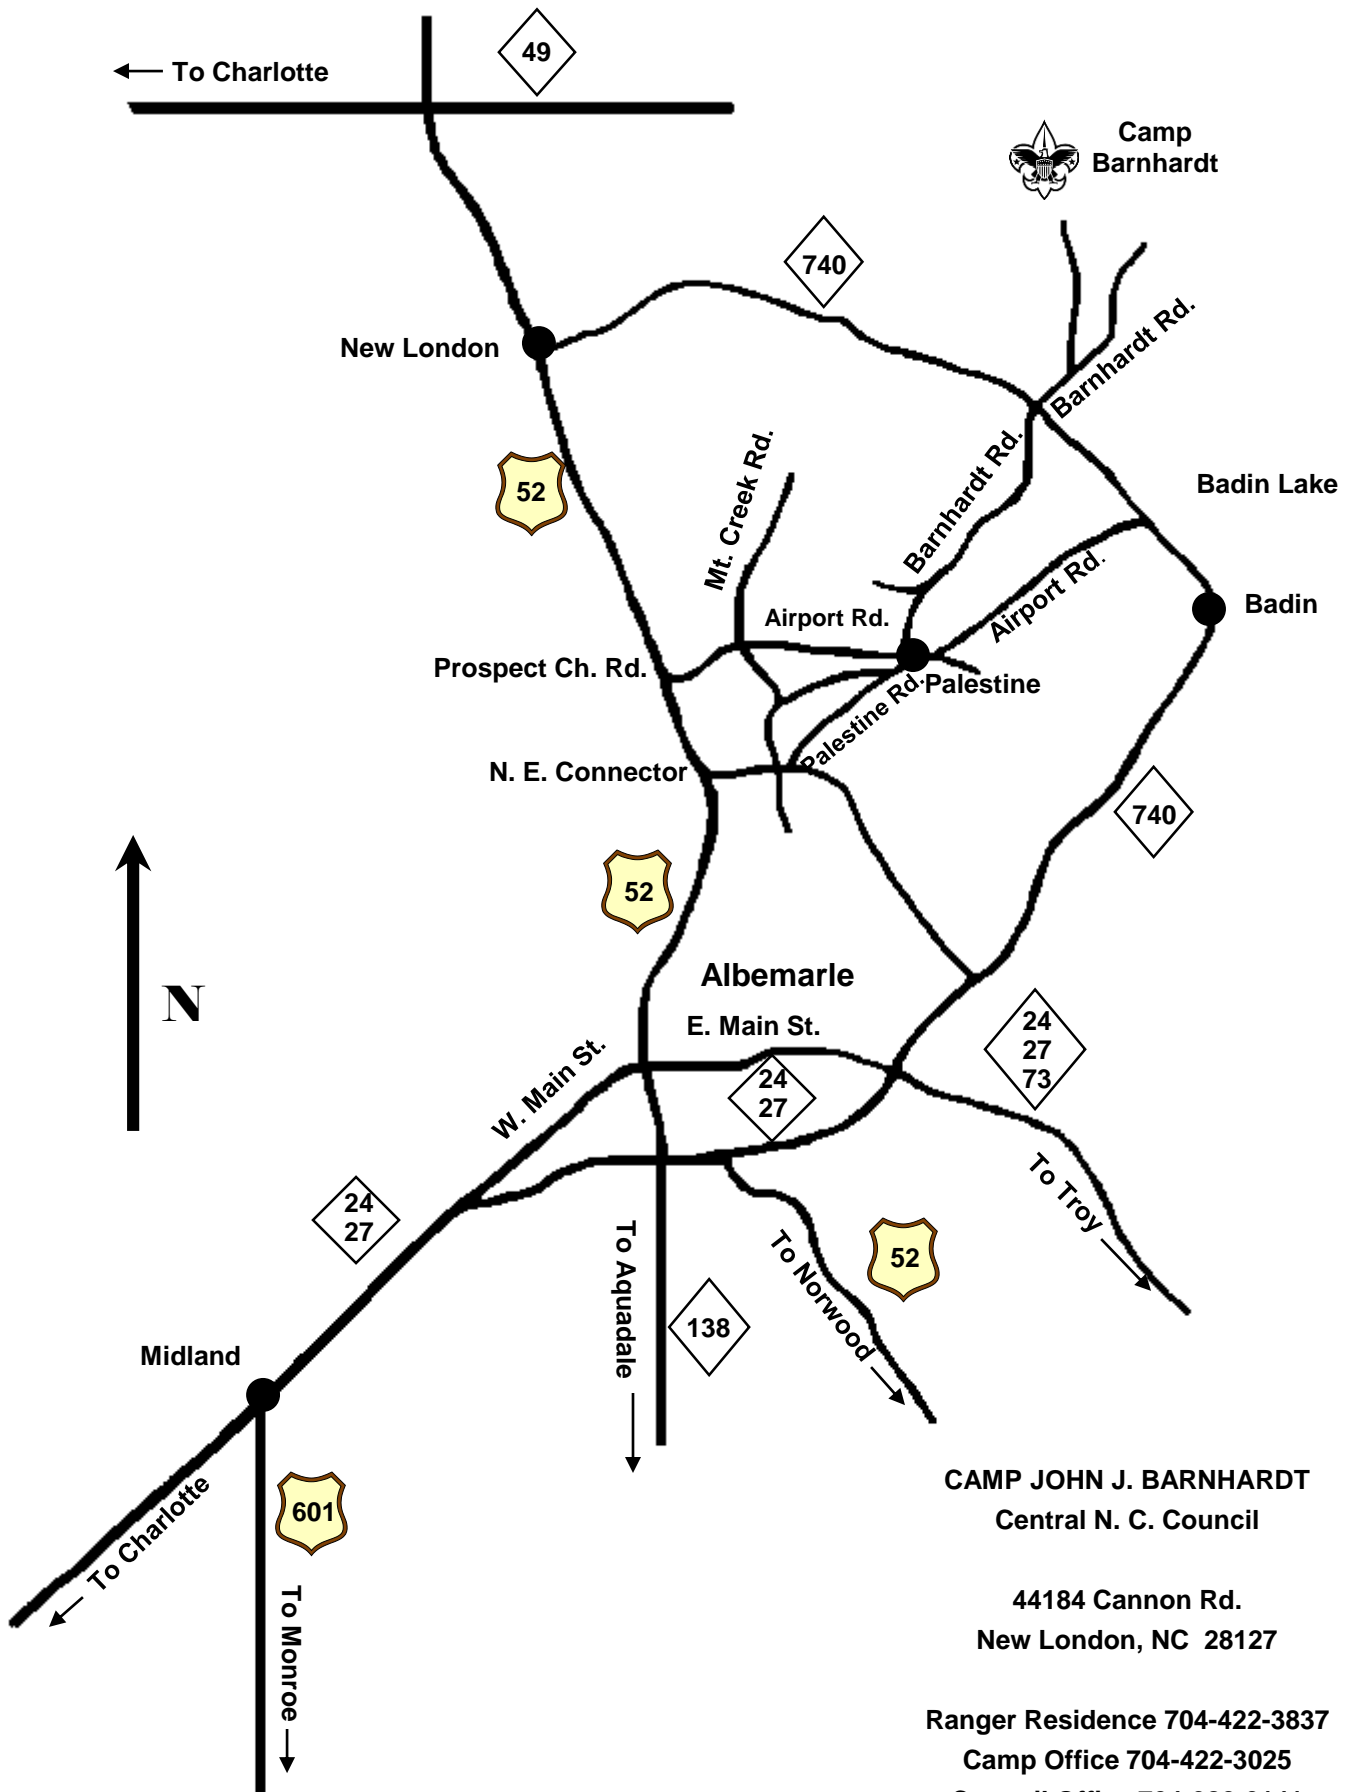 49
To Charlotte
Camp
Barnhardt
740
New London
Barnhardt Rd.
52
Mt. Creek Rd.
Barnhardt Rd.
Badin Lake
Airport Rd.
Airport Rd.
Badin
Prospect Ch. Rd.
Palestine
Palestine Rd.
N. E. Connector
740
52
Albemarle
N
E. Main St.
W. Main St.
24
27
73
24
27
24
27
To Troy
To Aquadale
To Norwood
52
138
Midland
To Charlotte
601
To Monroe
CAMP JOHN J. BARNHARDT
Central N. C. Council
44184 Cannon Rd.
New London, NC 28127
Ranger Residence 704-422-3837
Camp Office 704-422-3025